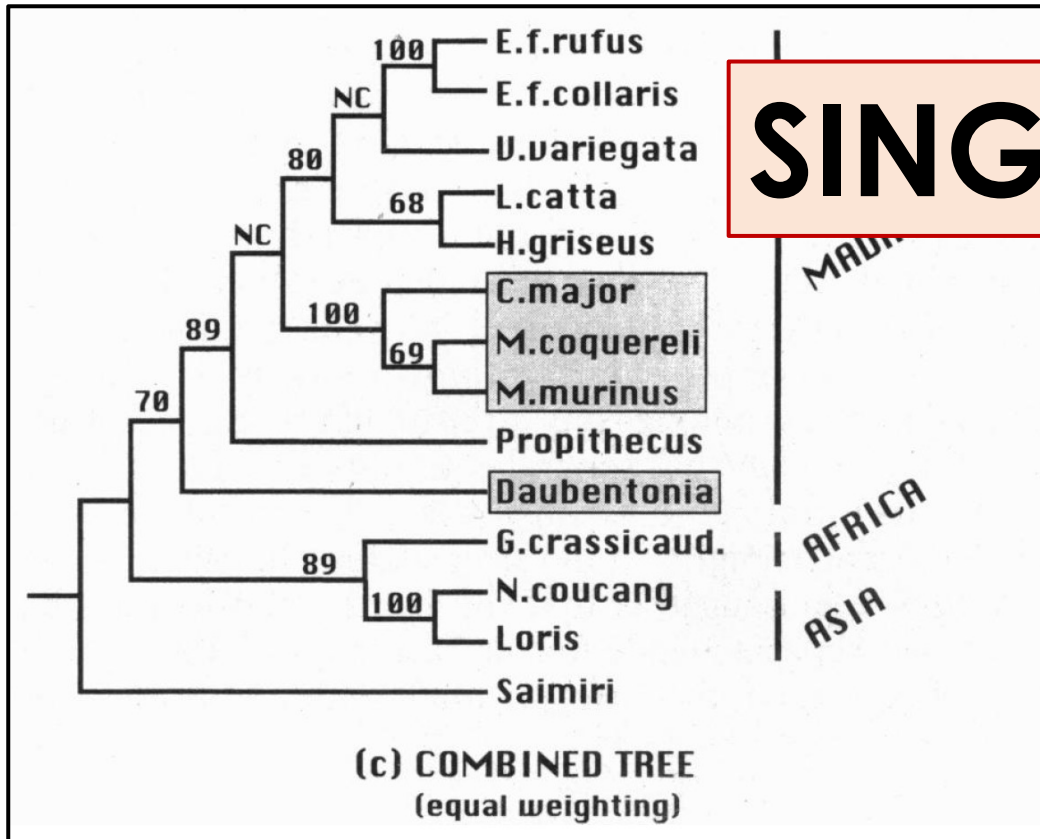 100
E.f.rufus
E.f.collaris
NC
V.variegata
80
L.catta
68
H.griseus
NC
C.major
100
M.coquereli
89
69
M.murinus
70
Propithecus
Daubentonia
G.crassicaud.
89
N.coucang
100
Loris
Saimiri
SING
AFRICA
ASIA
(c) COMBINED TREE
(equal weighting)